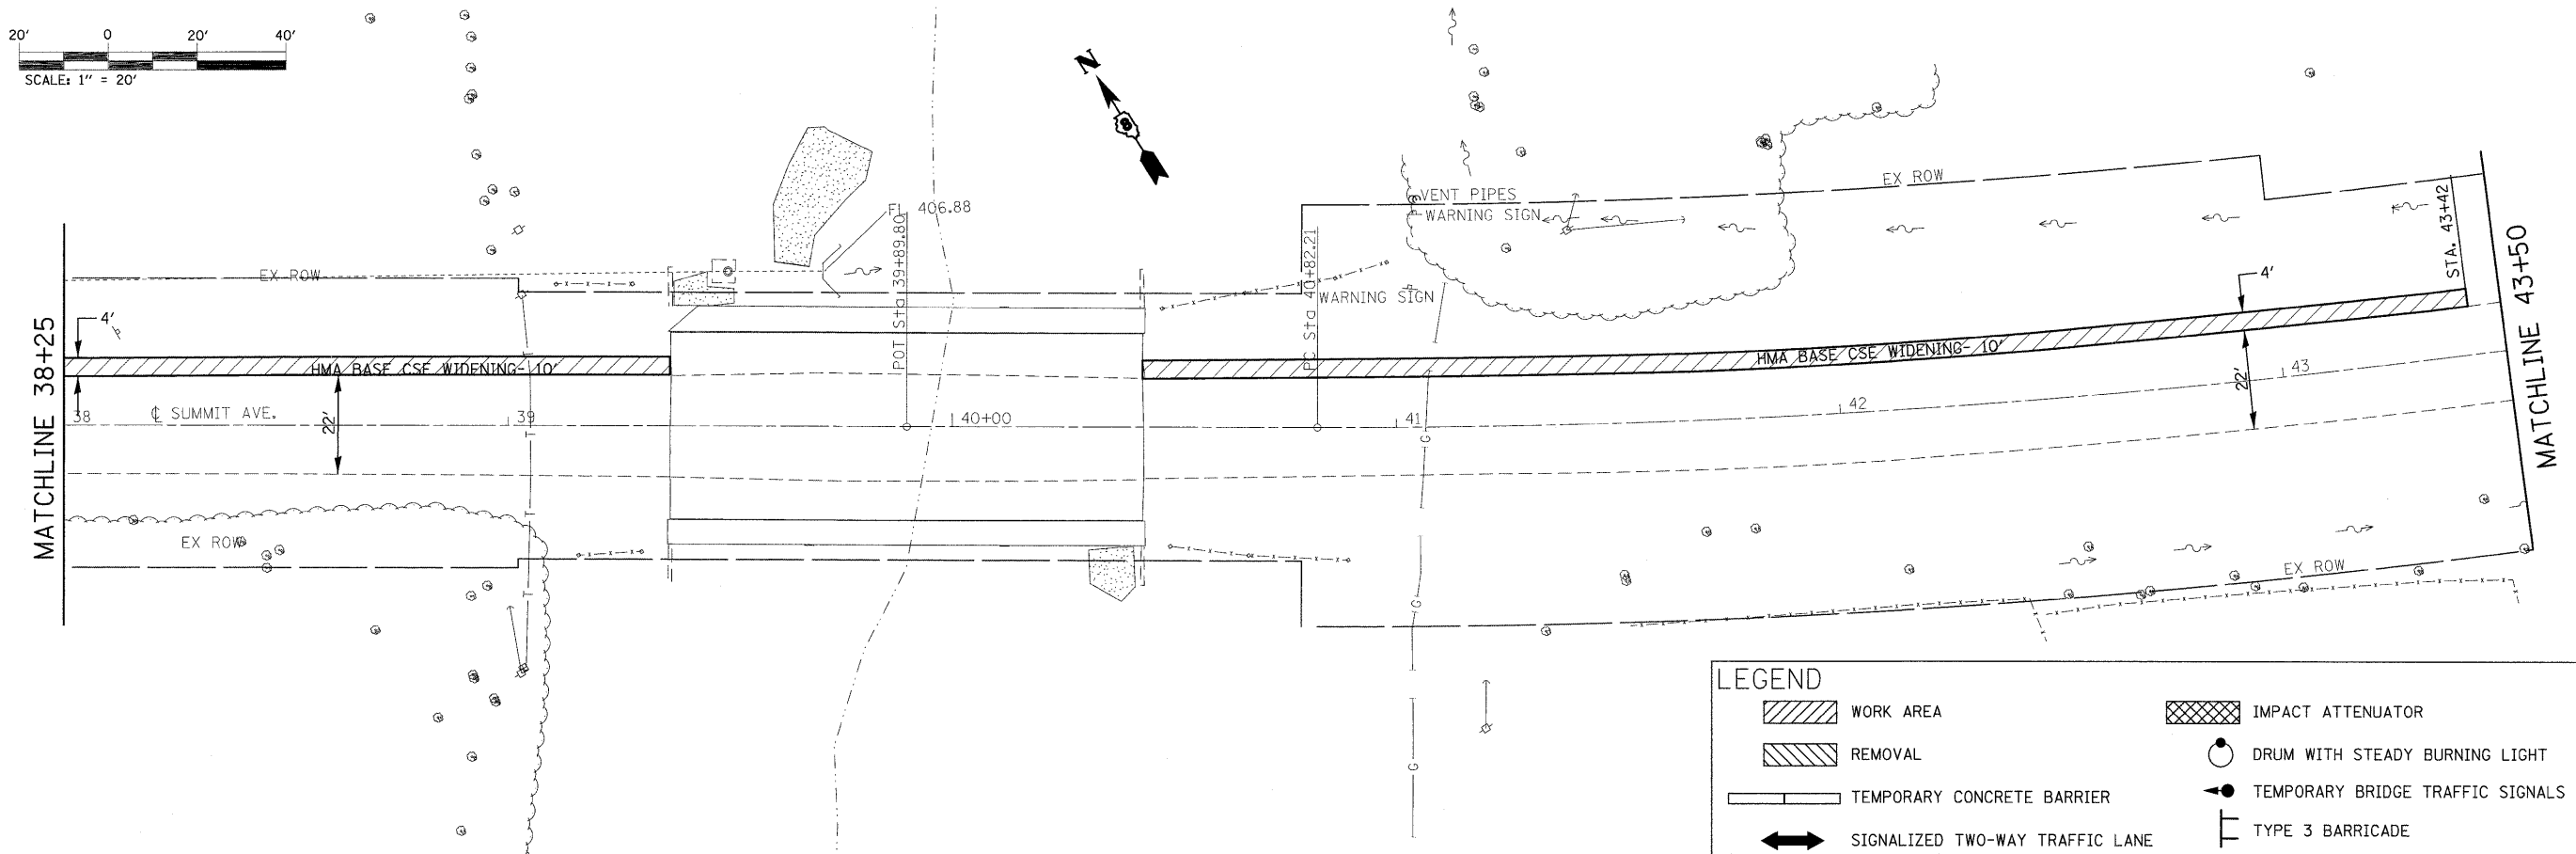 20' 0 20' 40'
SCALE: 1" = 20'
N
8
MATCHLINE 38+25
EX ROW
4'
HMA BASE CSE WIDENING- 10'
38
℄ SUMMIT AVE.
22'
39
T
T
T
T
EX ROW
FL 406.88
POT Sta 39+89.80
40+00
VENT PIPES
WARNING SIGN
WARNING SIGN
PC Sta 40+82.21
41
G
G
G
EX ROW
HMA BASE CSE WIDENING- 10'
42
4'
22'
43
STA. 43+42
MATCHLINE 43+50
EX ROW
LEGEND
WORK AREA
REMOVAL
TEMPORARY CONCRETE BARRIER
SIGNALIZED TWO-WAY TRAFFIC LANE
IMPACT ATTENUATOR
DRUM WITH STEADY BURNING LIGHT
TEMPORARY BRIDGE TRAFFIC SIGNALS
TYPE 3 BARRICADE